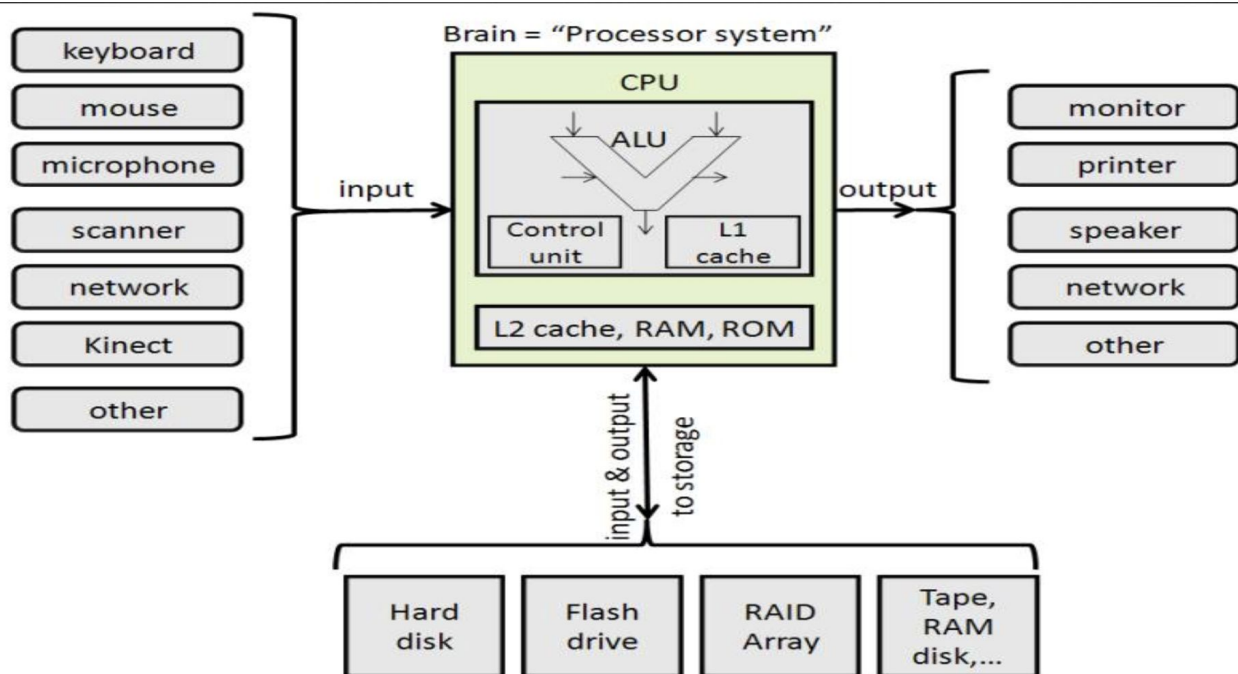 Brain = “Processor system”
keyboard
mouse
microphone
scanner
network
Kinect
other
input
CPU
ALU
Control
unit
L1
cache
L2 cache, RAM, ROM
output
monitor
printer
speaker
network
other
input & output
to storage
Hard
disk
Flash
drive
RAID
Array
Tape,
RAM
disk,...